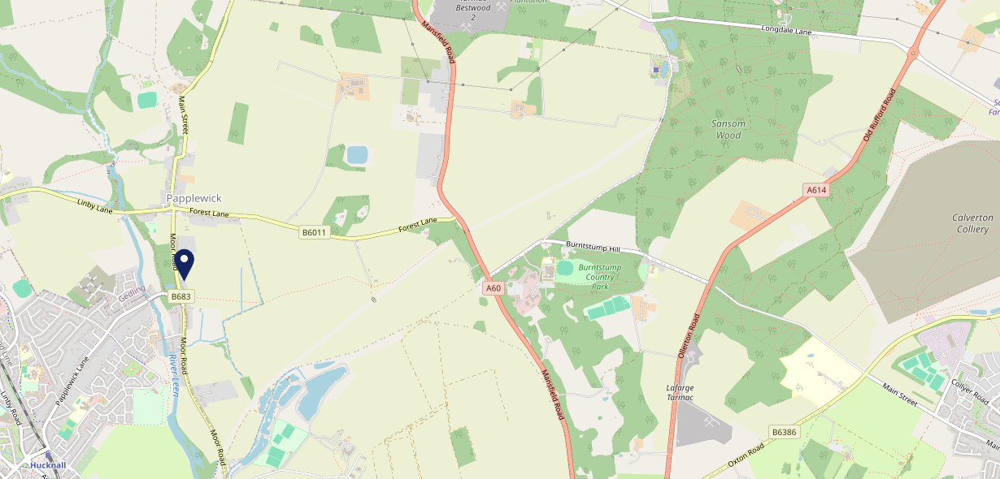 Bestwood
2
Plantation
Mansfield Road
Longdale Lane
Main Street
Sansom
Wood
Old Rufford Road
Papplewick
Linby Lane
Forest Lane
B6011
Forest Lane
A614
Calverton
Colliery
Moor Road
Burntstump Hill
Burntstump
Country
Park
A60
Gedling
B683
Ollerton Road
Moor Road
River Leen
Papplewick Lane
Linby Road
Mansfield Road
Lafarge
Tarmac
Main Street
Collyer Road
B6386
Oxton Road
Moor Road
Hucknall